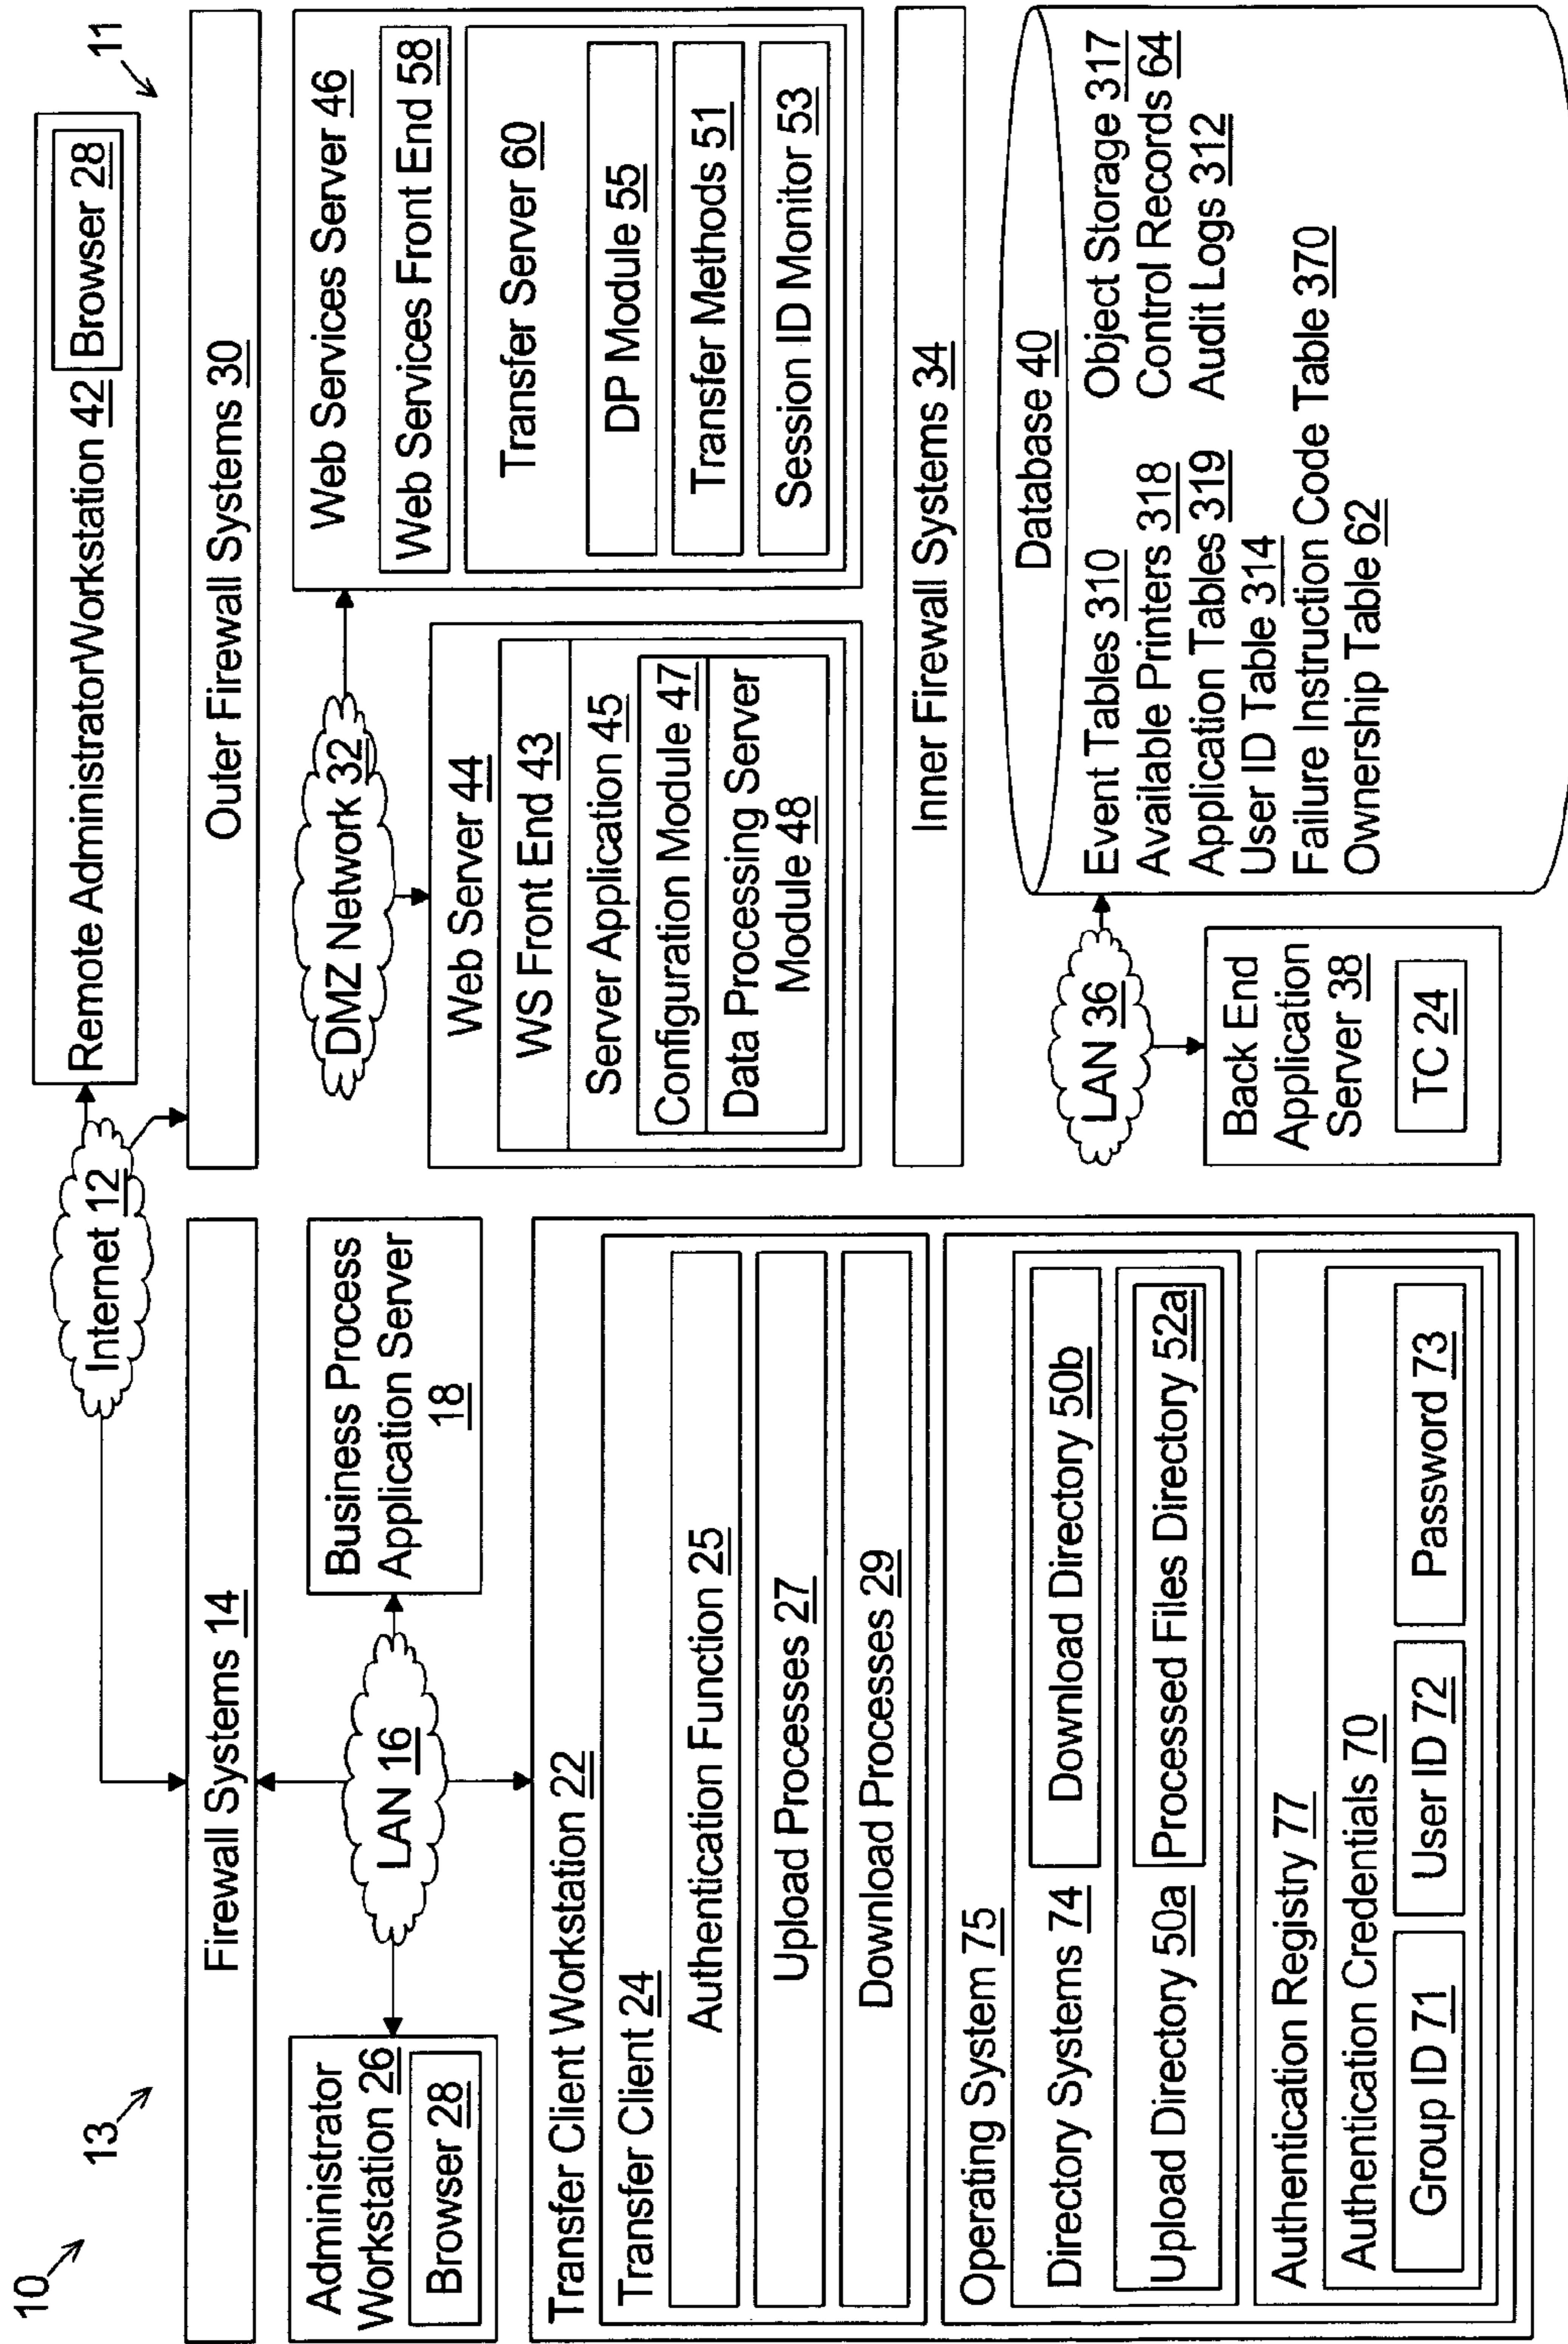 10
13
11
Internet 12
Remote AdministratorWorkstation 42
Browser 28
Firewall Systems 14
Administrator
Workstation 26
Browser 28
LAN 16
Business Process
Application Server
18
Transfer Client Workstation 22
Transfer Client 24
Authentication Function 25
Upload Processes 27
Download Processes 29
Operating System 75
Directory Systems 74
Download Directory 50b
Upload Directory 50a
Processed Files Directory 52a
Authentication Registry 77
Authentication Credentials 70
Group ID 71
User ID 72
Password 73
Outer Firewall Systems 30
DMZ Network 32
Web Server 44
WS Front End 43
Server Application 45
Configuration Module 47
Data Processing Server
Module 48
Web Services Server 46
Web Services Front End 58
Transfer Server 60
DP Module 55
Transfer Methods 51
Session ID Monitor 53
Inner Firewall Systems 34
LAN 36
Back End
Application
Server 38
TC 24
Database 40
Event Tables 310
Object Storage 317
Available Printers 318
Control Records 64
Application Tables 319
Audit Logs 312
User ID Table 314
Failure Instruction Code Table 370
Ownership Table 62